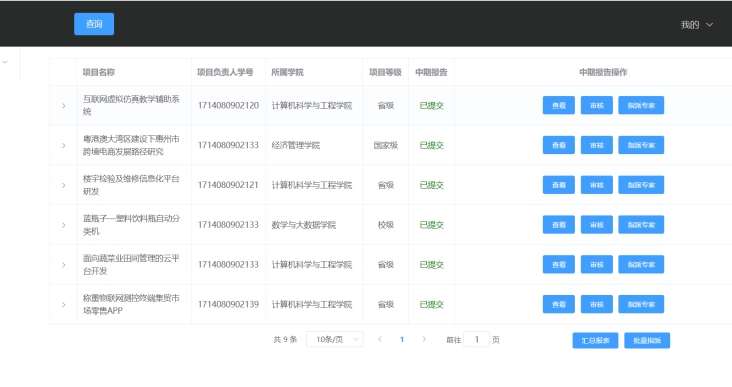 查询
我的
项目名称 项目负责人学号 所属学院 项目等级 中期报告 中期报告操作
互联网虚拟仿真教学辅助系
统
1714080902120 计算机科学与工程学院 省级 已提交 查看 审核 指派专家
粤港澳大湾区建设下惠州市
跨境电商发展路径研究
1714080902133 经济管理学院 国家级 已提交 查看 审核 指派专家
楼宇检验及维修信息化平台
研发
1714080902121 计算机科学与工程学院 省级 已提交 查看 审核 指派专家
蓝瓶子—塑料饮料瓶自动分
类机
1714080902133 数学与大数据学院 校级 已提交 查看 审核 指派专家
面向蔬菜业田间管理的云平
台开发
1714080902133 计算机科学与工程学院 省级 已提交 查看 审核 指派专家
称重物联网测控终端集贸市
场零售APP
1714080902139 计算机科学与工程学院 省级 已提交 查看 审核 指派专家
共 9 条 10条/页 1 前往 1 页 汇总报表 批量指派